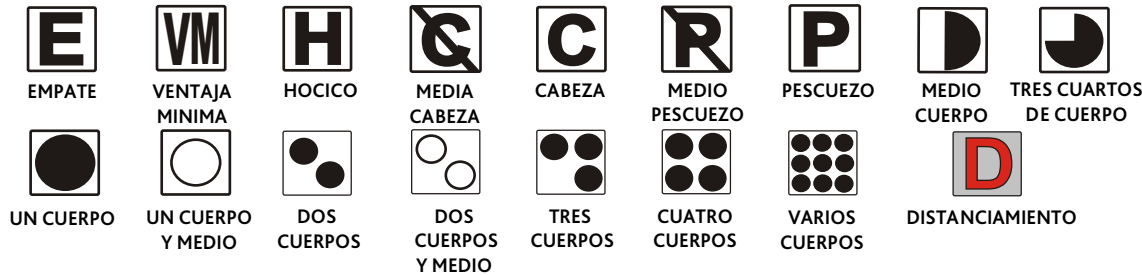 E VM H C C R P
EMPATE VENTAJA HOCICO MEDIA CABEZA MEDIO PESCUEZO MEDIO TRES CUARTOS
MINIMA CABEZA PESCUEZO CUERPO DE CUERPO
D
UN CUERPO UN CUERPO DOS DOS TRES CUATRO VARIOS DISTANCIAMIENTO
Y MEDIO CUERPOS CUERPOS CUERPOS CUERPOS CUERPOS
Y MEDIO